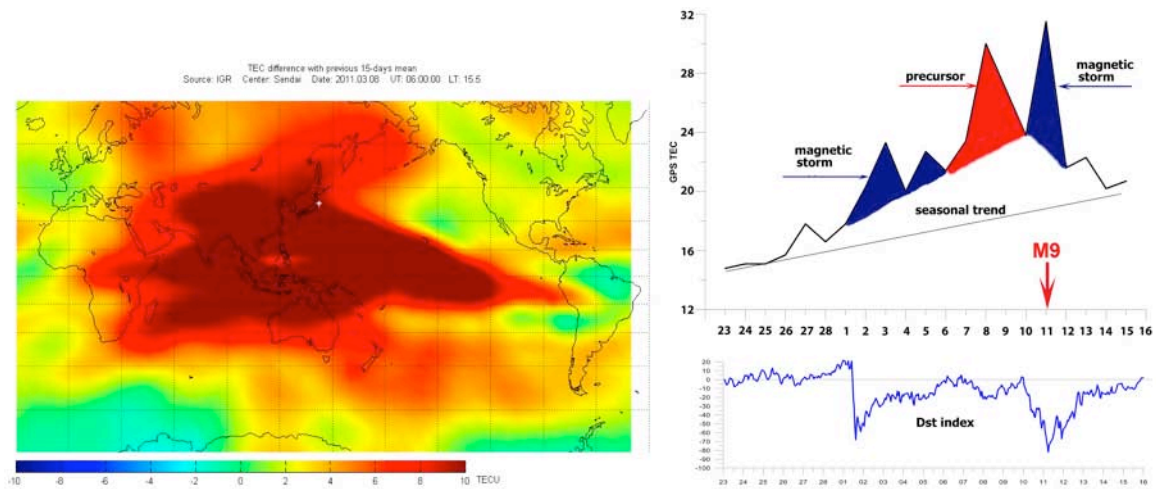 TEC difference with previous 15-days mean
Source: IGR Center: Sendai Date: 2011.03.08 UT: 06:00:00 LT: 15.5
-10 -8 -6 -4 -2 0 2 4 6 8 10 TECU
32
28
24
20
16
12
GPS TEC
precursor
magnetic
storm
magnetic
storm
seasonal trend
M9
23 24 25 26 27 28 1 2 3 4 5 6 7 8 9 10 11 12 13 14 15 16
20
10
0
-10
-20
-30
-40
-50
-60
-70
-80
-90
-100
Dst index
23 24 25 26 27 28 01 02 03 04 05 06 07 08 09 10 11 12 13 14 15 16